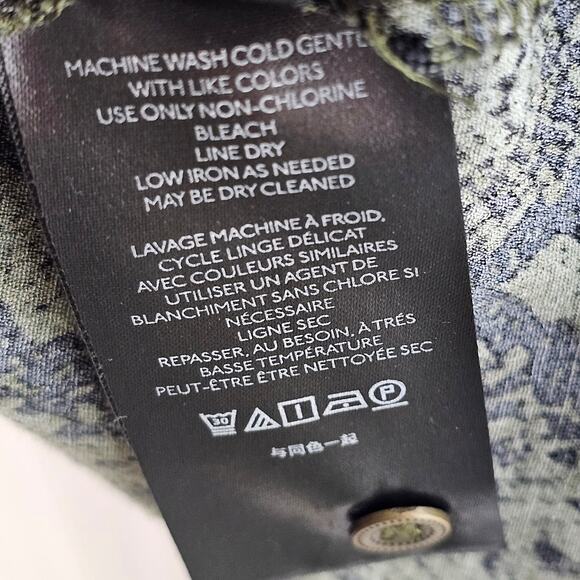 MACHINE WASH COLD GENTL
WITH LIKE COLORS
USE ONLY NON-CHLORINE
BLEACH
LINE DRY
LOW IRON AS NEEDED
MAY BE DRY CLEANED
LAVAGE MACHINE À FROID,
CYCLE LINGE DÉLICAT
AVEC COULEURS SIMILAIRES
UTILISER UN AGENT DE
BLANCHIMENT SANS CHLORE SI
NÉCESSAIRE
LIGNE SEC
REPASSER, AU BESOIN, À TRÉS
BASSE TEMPÉRATURE
PEUT-ÊTRE ÊTRE NETTOYÉE SEC
30 P
与同色一起